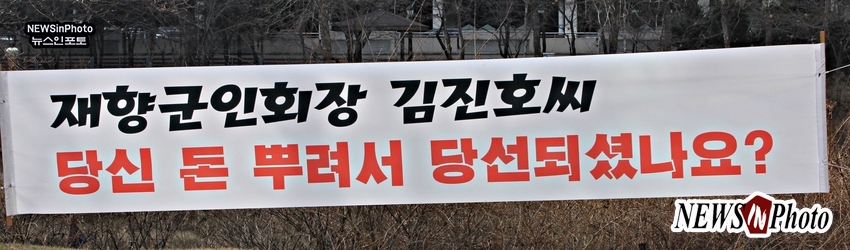 NEWSinPhoto
뉴스인포토
재향군인회장 김진호씨
당신 돈 뿌려서 당선되셨나요?
NEWS iN Photo